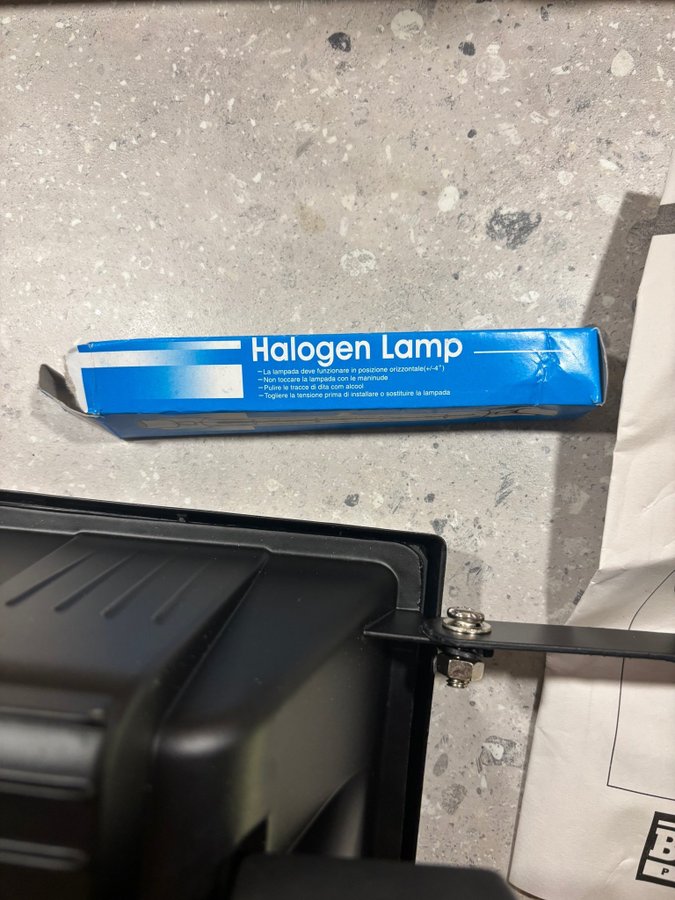 Halogen Lamp
–La lampada deve funzionare in posizione orizzontale(+/-4°)
–Non toccare la lampada con le maninude
–Pulire le tracce di dita com alcool
–Togliere la tensione prima di installare o sostituire la lampada
B
P